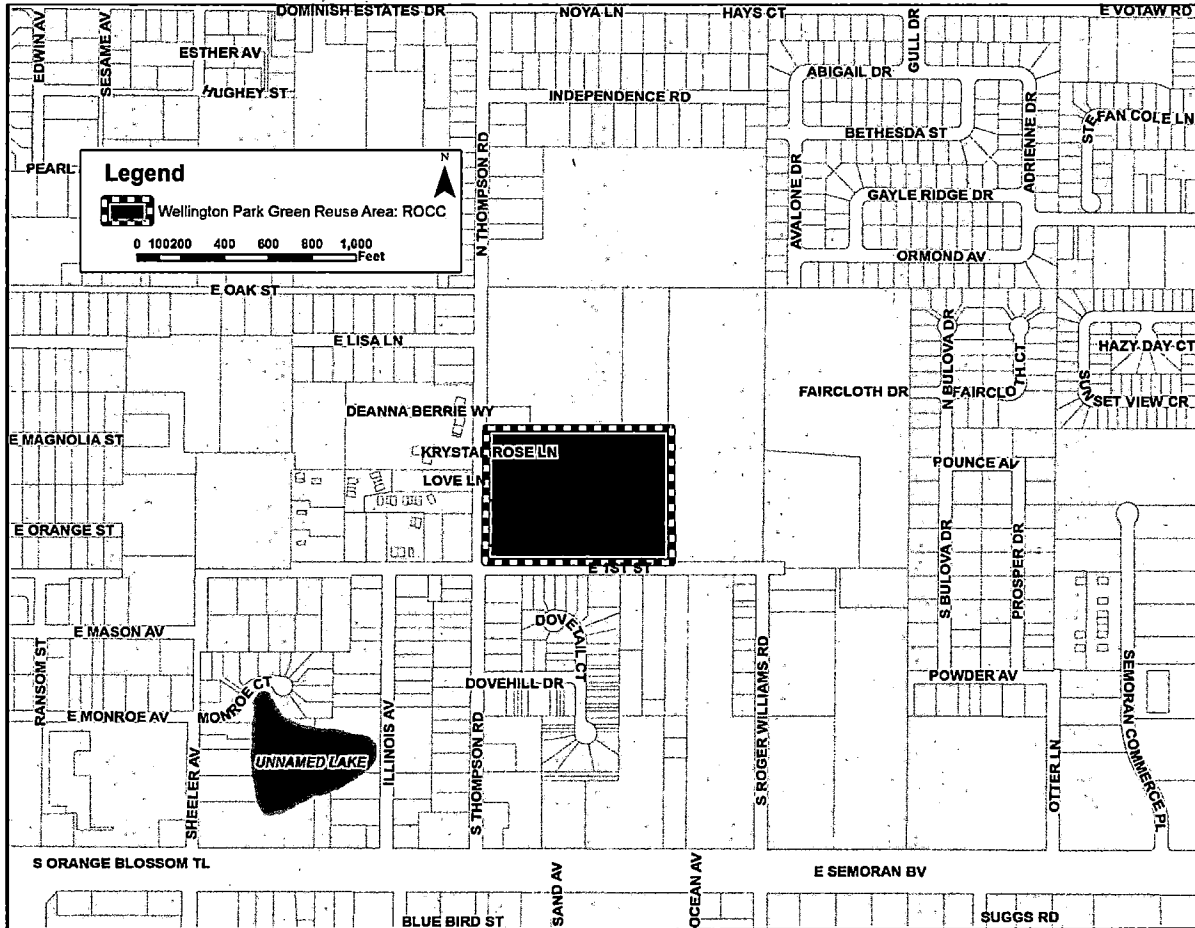 DOMINISH ESTATES DR
NOYA LN
HAYS CT
E VOTAW RD
EDWIN AV
SESAME AV
ESTHER AV
HUGHEY ST
GULL DR
ABIGAIL DR
INDEPENDENCE RD
BETHESDA ST
ADRIENNE DR
STEFAN COLE LN
PEARL
Legend
N
Wellington Park Green Reuse Area: ROCC
0 100200 400 600 800 1,000
Feet
N THOMPSON RD
AVALONE DR
GAYLE RIDGE DR
ORMOND AV
E OAK ST
E LISA LN
N BULOVA DR
HAZY DAY CT
FAIRCLOTH DR
FAIRCLOTH CT
SUNSET VIEW CR
DEANNA BERRIE WY
E MAGNOLIA ST
KRYSTAL ROSE LN
LOVE LN
POUNCE AV
E ORANGE ST
E 1ST ST
S BULOVA DR
PROSPER DR
DOVETAIL CT
E MASON AV
RANSOM ST
S ROGER WILLIAMS RD
SEMORAN COMMERCE PL
POWDER AV
DOVEHILL DR
MONROE CT
E MONROE AV
ILLINOIS AV
S THOMPSON RD
UNNAMED LAKE
SHEELER AV
OTTER LN
S ORANGE BLOSSOM TL
E SEMORAN BV
SAND AV
OCEAN AV
BLUE BIRD ST
SUGGS RD